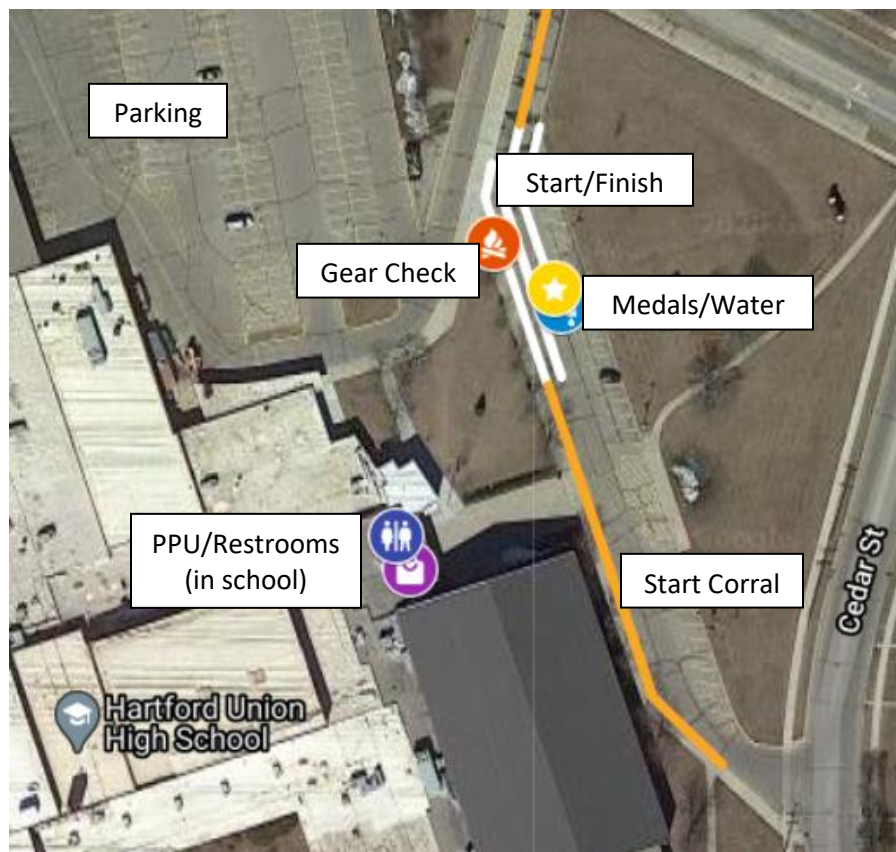 Parking
Start/Finish
Gear Check
Medals/Water
PPU/Restrooms
(in school)
Start Corral
Cedar St
Hartford Union
High School